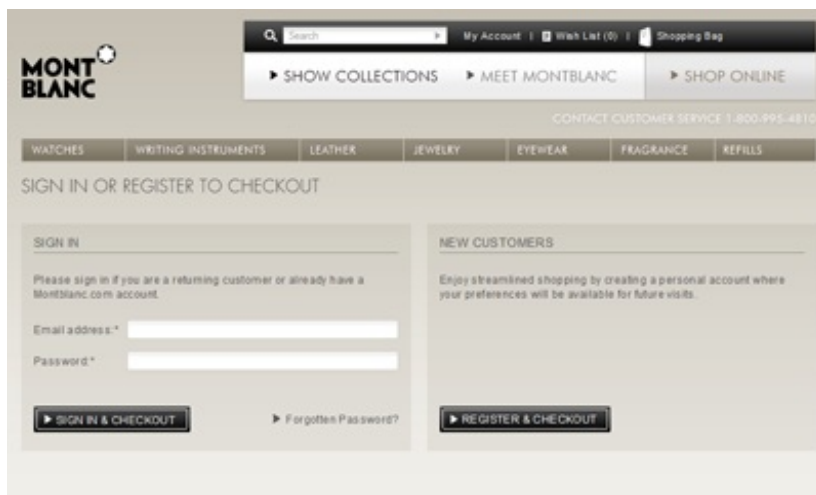 Search
My Account | Wish List (0) | Shopping Bag
MONT
BLANC
SHOW COLLECTIONS MEET MONTBLANC SHOP ONLINE
CONTACT CUSTOMER SERVICE 1-800-995-4810
WATCHES WRITING INSTRUMENTS LEATHER JEWELRY EYEWEAR FRAGRANCE REFILLS
SIGN IN OR REGISTER TO CHECKOUT
SIGN IN
Please sign in if you are a returning customer or already have a
Montblanc.com account.
Email address:*
Password:*
SIGN IN & CHECKOUT
Forgotten Password?
NEW CUSTOMERS
Enjoy streamlined shopping by creating a personal account where
your preferences will be available for future visits.
REGISTER & CHECKOUT